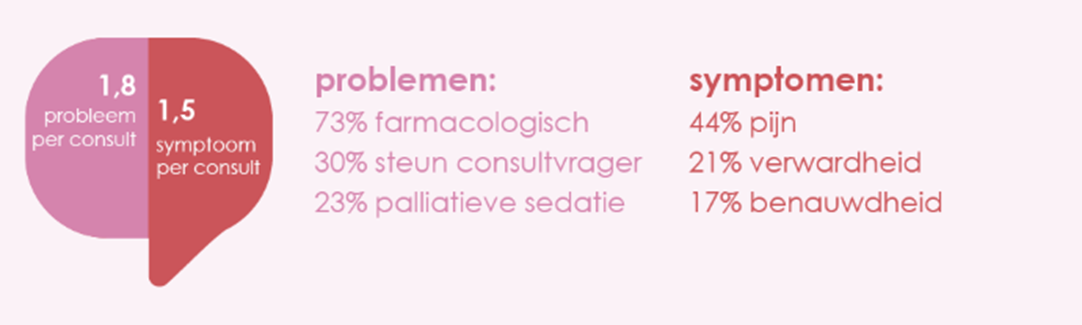 1,8
probleem
per consult
1,5
symptoom
per consult
problemen:
73% farmacologisch
30% steun consultvrager
23% palliatieve sedatie
symptomen:
44% pijn
21% verwardheid
17% benauwdheid